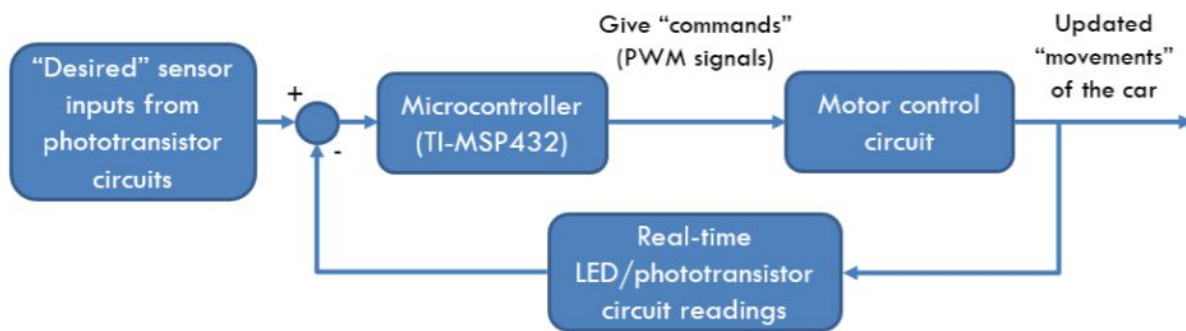 “Desired” sensor
inputs from
phototransistor
circuits
+
-
Microcontroller
(TI-MSP432)
Give “commands”
(PWM signals)
Motor control
circuit
Updated
“movements”
of the car
Real-time
LED/phototransistor
circuit readings